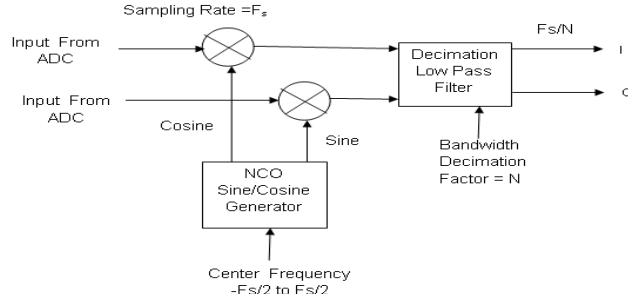 Sampling Rate =Fs
Input From
ADC
Input From
ADC
Cosine
Sine
Decimation
Low Pass
Filter
Fs/N
I
Bandwidth
Decimation
Factor = N
NCO
Sine/Cosine
Generator
Center Frequency
-Fs/2 to Fs/2